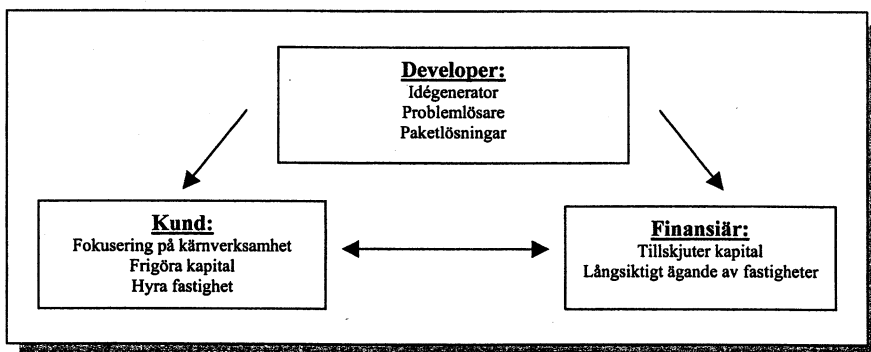 Developer:
Idégenerator
Problemlösare
Paketlösningar
Kund:
Fokusering på kärnverksamhet
Frigöra kapital
Hyra fastighet
Finansiär:
Tillskjuter kapital
Långsiktigt ägande av fastigheter